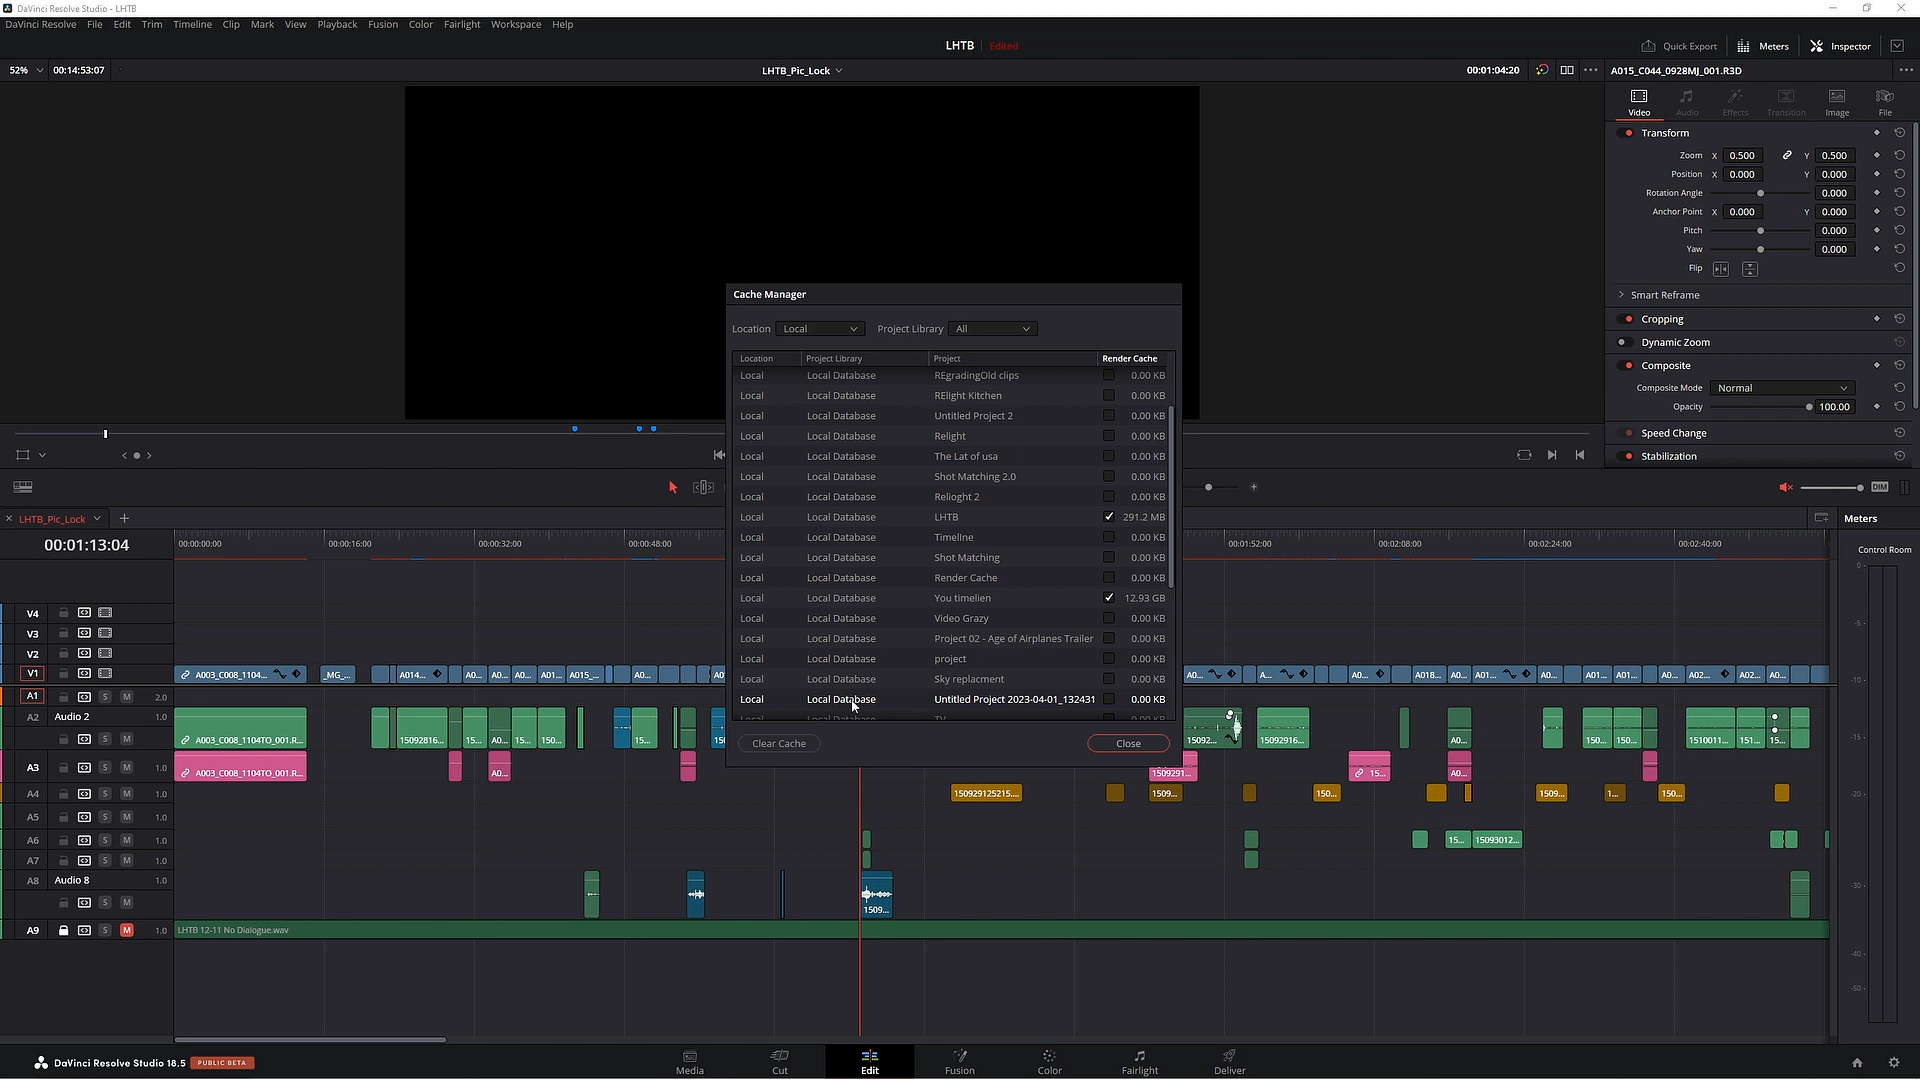 DaVinci Resolve Studio - LHTB
DaVinci Resolve File Edit Trim Timeline Clip Mark View Playback Fusion Color Fairlight Workspace Help
LHTB Edited Quick Export Meters Inspector
52% 00:14:53:07 LHTB_Pic_Lock 00:01:04:20 A015_C044_0928MJ_001.R3D
Video Audio Effects Transition Image File
Transform
Zoom X 0.500 Y 0.500
Position X 0.000 Y 0.000
Rotation Angle 0.000
Anchor Point X 0.000 Y 0.000
Pitch 0.000
Yaw 0.000
Flip
Smart Reframe
Cropping
Dynamic Zoom
Composite
Composite Mode Normal
Opacity 100.00
Speed Change
Stabilization
Cache Manager
Location Local Project Library All
Location Project Library Project Render Cache
Local Local Database REgradingOld clips 0.00 KB
Local Local Database RElight Kitchen 0.00 KB
Local Local Database Untitled Project 2 0.00 KB
Local Local Database Relight 0.00 KB
Local Local Database The Lat of usa 0.00 KB
Local Local Database Shot Matching 2.0 0.00 KB
Local Local Database Relioght 2 0.00 KB
Local Local Database LHTB 291.2 MB
Local Local Database Timeline 0.00 KB
Local Local Database Shot Matching 0.00 KB
Local Local Database Render Cache 0.00 KB
Local Local Database You timelien 12.93 GB
Local Local Database Video Grazy 0.00 KB
Local Local Database Project 02 - Age of Airplanes Trailer 0.00 KB
Local Local Database project 0.00 KB
Local Local Database Sky replacment 0.00 KB
Local Local Database Untitled Project 2023-04-01_132431 0.00 KB
Local Local Database TV 0.00 KB
Clear Cache Close
DIM
LHTB_Pic_Lock Meters
00:01:13:04 00:00:00:00 00:00:16:00 00:00:32:00 00:00:48:00 00:01:52:00 00:02:08:00 00:02:24:00 00:02:40:00 Control Room
0
-5
-10
-15
-20
-30
-40
-50
V4
V3
V2
V1 A003_C008_1104... _MG_... A014... A0... A0... A01... A015_... A0... A0... A... A0... A018... A0... A01... A0... A0... A02... A02... A0...
A1 S M 2.0
A2 Audio 2 1.0
S M A003_C008_1104TO_001.R... 15092816... 15... A0... 15... 150... 15... 15092... 15092916... A0... 150... 150... 1510011... 151... 15...
A3 S M 1.0 A003_C008_1104TO_001.R... A0... 1509291... 15... A0...
A4 S M 1.0 150929125215.... 1509... 150... 1509... 1... 150...
A5 S M 1.0
A6 S M 1.0 15... 15093012...
A7 S M 1.0
A8 Audio 8 1.0
S M 1509...
A9 S M 1.0 LHTB 12-11 No Dialogue.wav
DaVinci Resolve Studio 18.5 PUBLIC BETA Media Cut Edit Fusion Color Fairlight Deliver